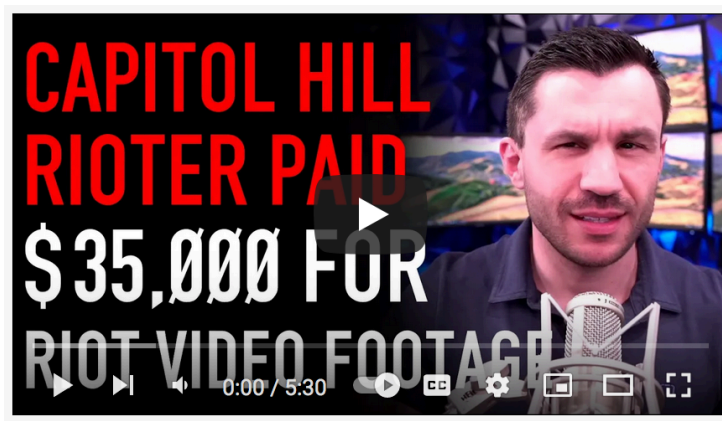 CAPITOL HILL
RIOTER PAID
$35,000 FOR
RIOT VIDEO FOOTAGE
0:00 / 5:30
CC